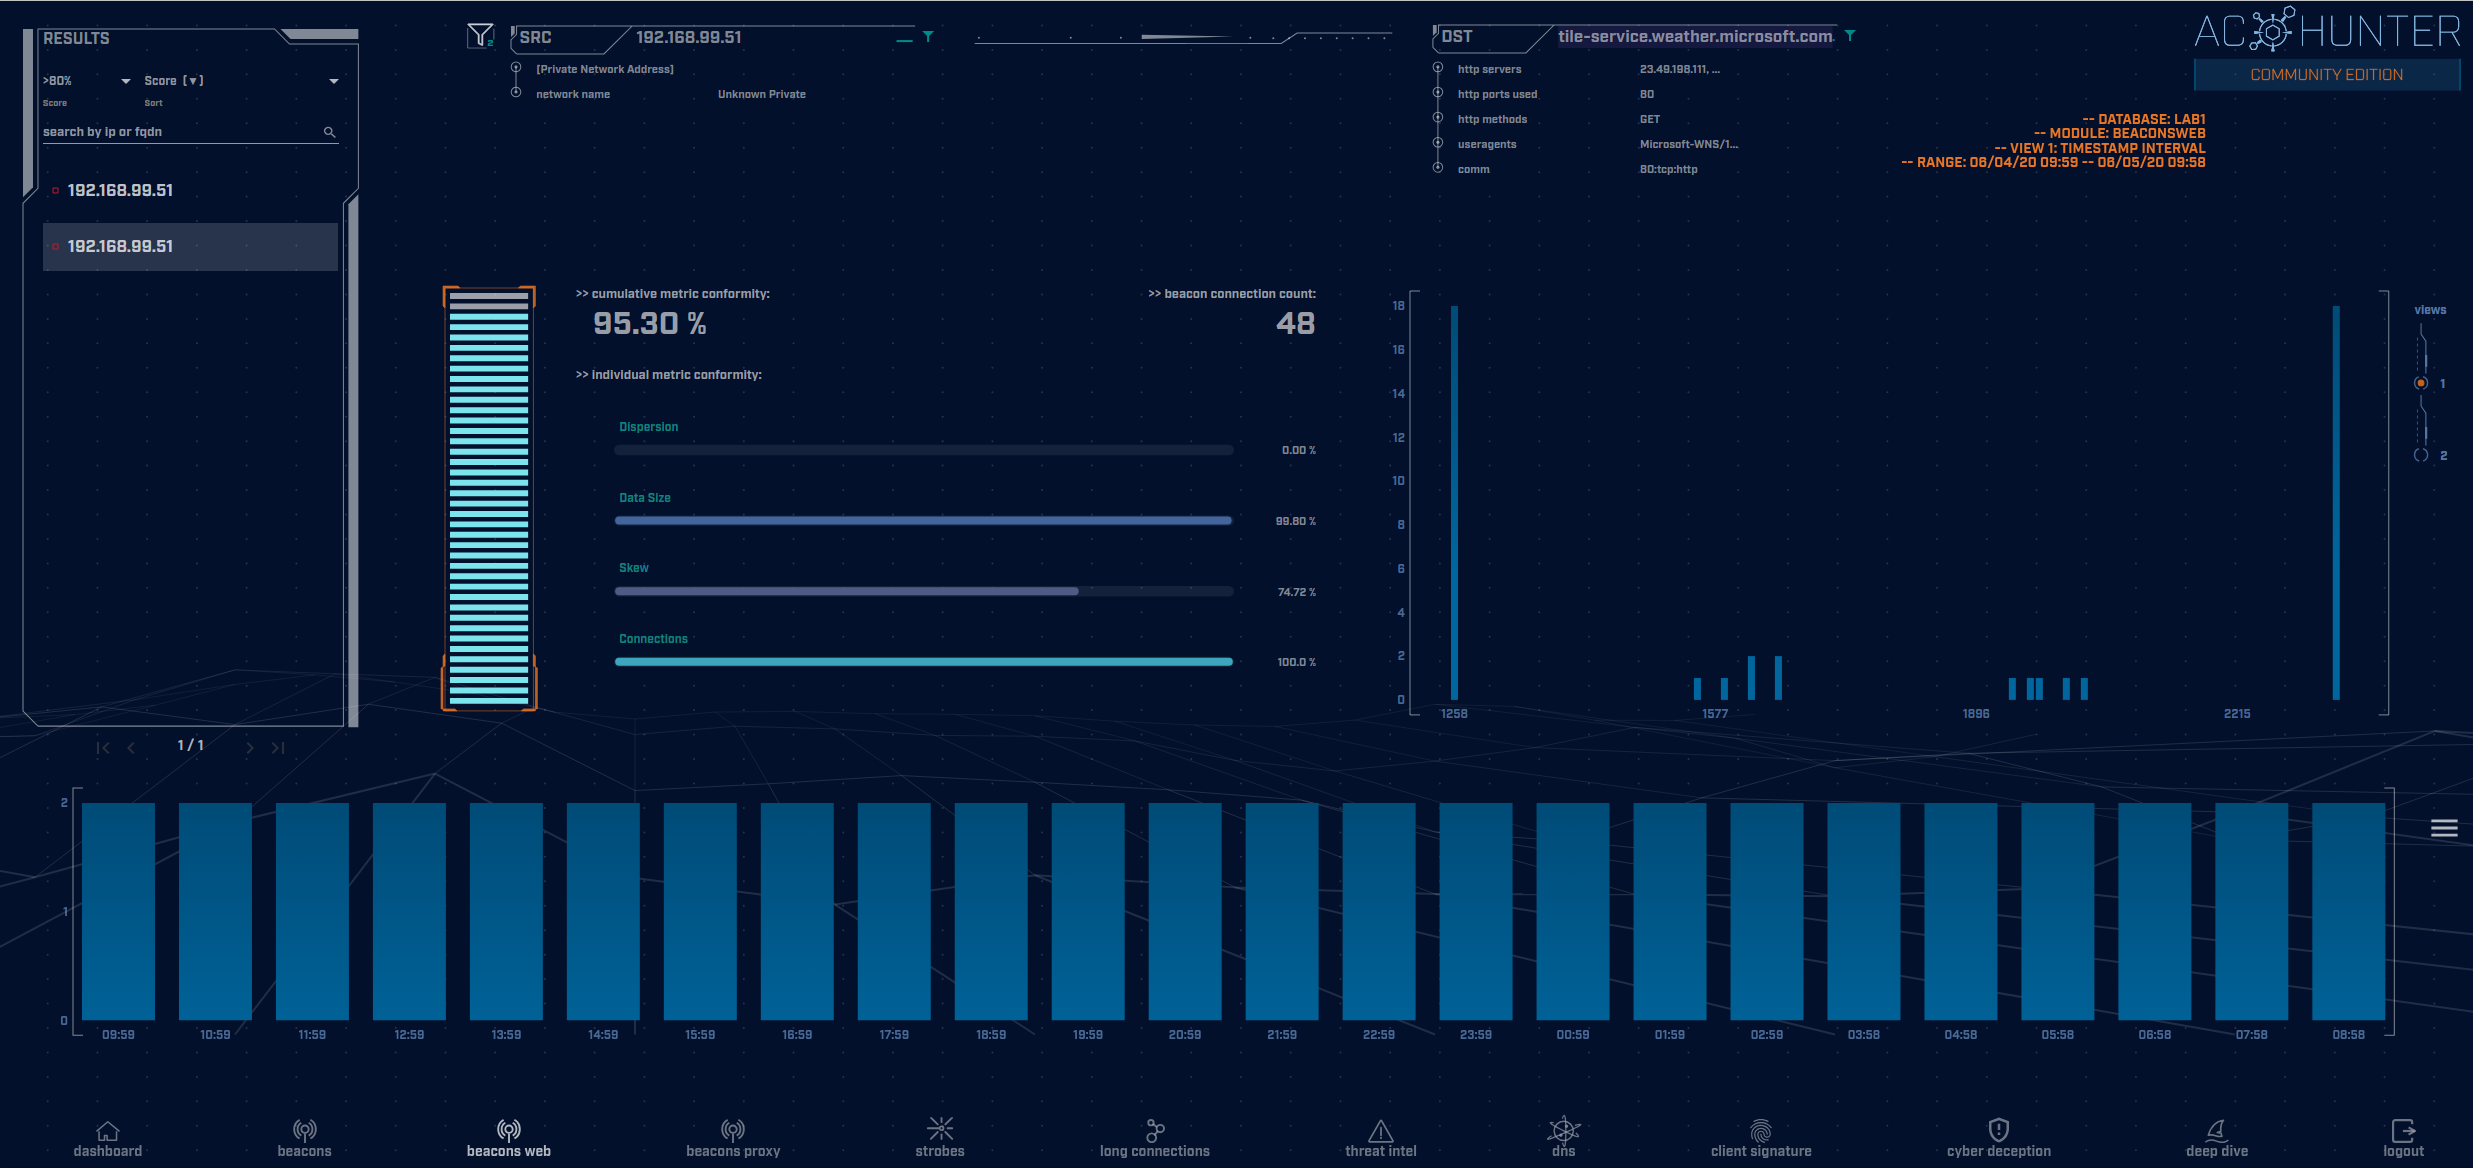 RESULTS
>80%
Score [▼]
Score
Sort
search by ip or fqdn
192.168.99.51
192.168.99.51
1 / 1
2
SRC
192.168.99.51
[Private Network Address]
network name
Unknown Private
DST
tile-service.weather.microsoft.com
http servers
23.49.198.111, ...
http ports used
80
http methods
GET
useragents
Microsoft-WNS/1...
comm
80:tcp:http
AC HUNTER
COMMUNITY EDITION
-- DATABASE: LAB1
-- MODULE: BEACONSWEB
-- VIEW 1: TIMESTAMP INTERVAL
-- RANGE: 06/04/20 09:59 -- 06/05/20 09:58
>> cumulative metric conformity:
95.30 %
>> beacon connection count:
48
>> individual metric conformity:
Dispersion
0.00 %
Data Size
99.80 %
Skew
74.72 %
Connections
100.0 %
18
16
14
12
10
8
6
4
2
0
1258
1577
1896
2215
views
1
2
2
1
0
09:59
10:59
11:59
12:59
13:59
14:59
15:59
16:59
17:59
18:59
19:59
20:59
21:59
22:59
23:59
00:59
01:59
02:59
03:58
04:58
05:58
06:58
07:58
08:58
dashboard
beacons
beacons web
beacons proxy
strobes
long connections
threat intel
dns
client signature
cyber deception
deep dive
logout